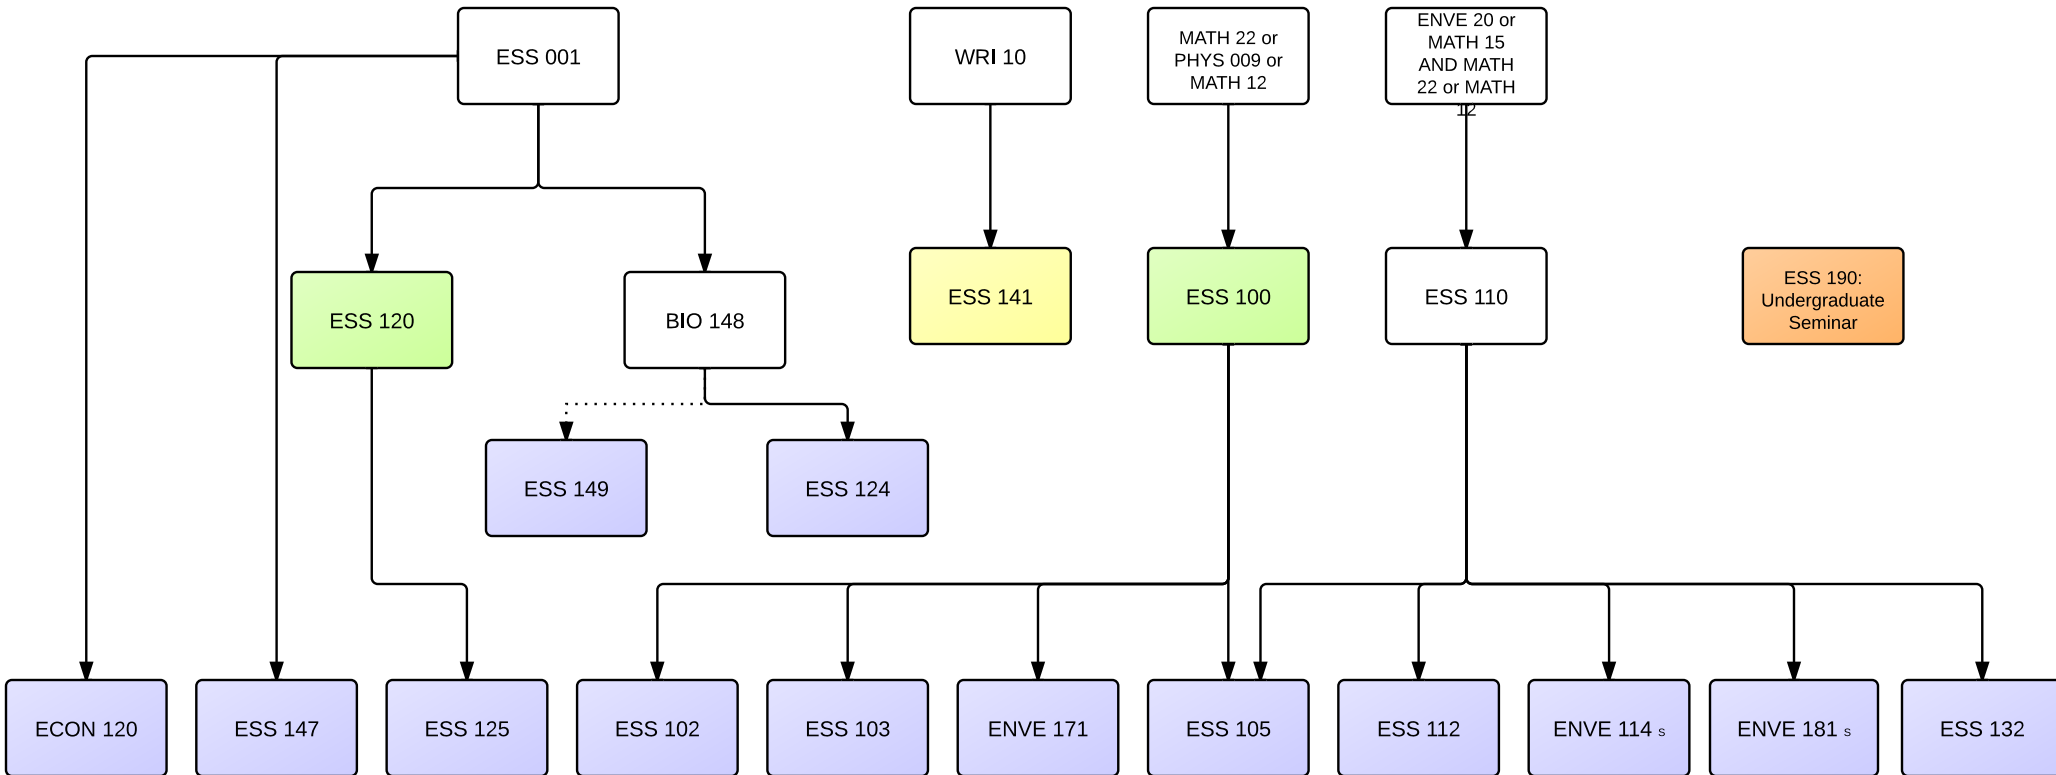 ESS 001
WRI 10
MATH 22 or
PHYS 009 or
MATH 12
ENVE 20 or
MATH 15
AND MATH
22 or MATH
12
ESS 120
BIO 148
ESS 141
ESS 100
ESS 110
ESS 190:
Undergraduate
Seminar
ESS 149
ESS 124
ECON 120
ESS 147
ESS 125
ESS 102
ESS 103
ENVE 171
ESS 105
ESS 112
ENVE 114 s
ENVE 181 s
ESS 132